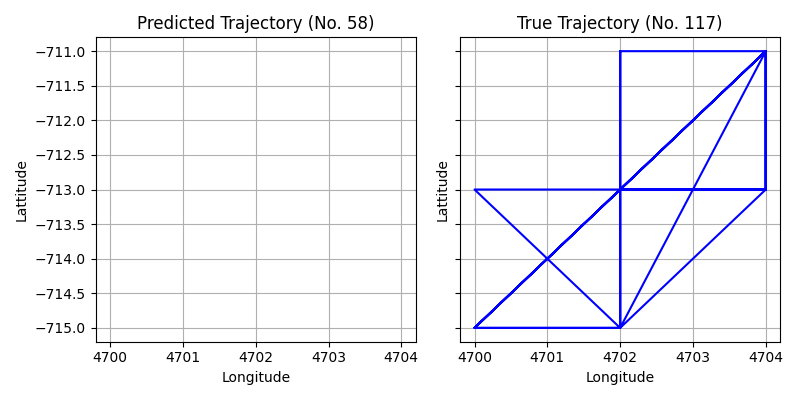 Predicted Trajectory (No. 58)
True Trajectory (No. 117)
Lattitude
−711.0
−711.5
−712.0
−712.5
−713.0
−713.5
−714.0
−714.5
−715.0
4700 4701 4702 4703 4704
Longitude
Lattitude
4700 4701 4702 4703 4704
Longitude